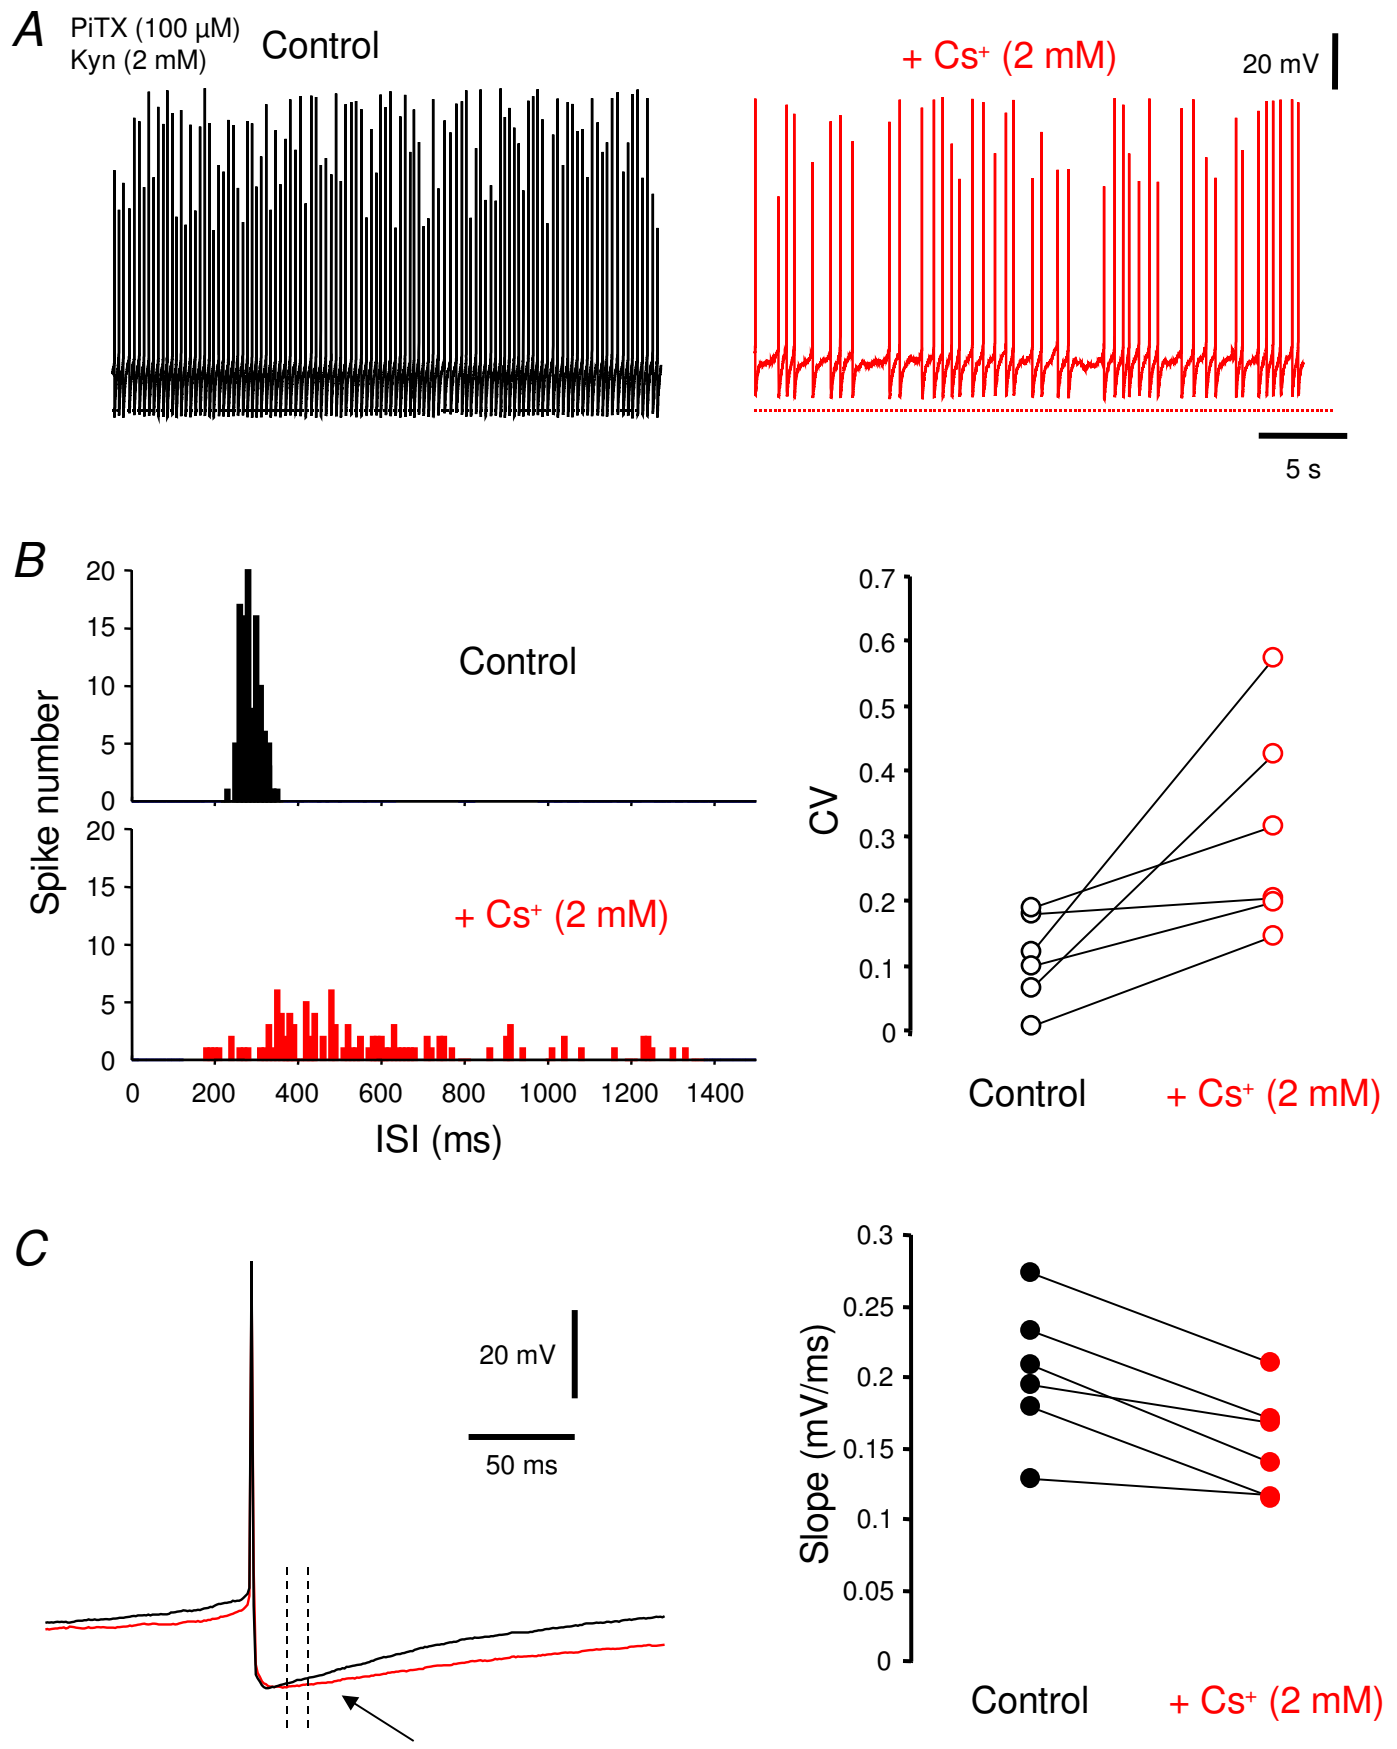 A
PiTX (100 µM)
Kyn (2 mM)
Control
+ Cs⁺ (2 mM)
20 mV
5 s
B
Spike number
20
15
10
5
0
Control
20
15
10
5
0
+ Cs⁺ (2 mM)
0 200 400 600 800 1000 1200 1400
ISI (ms)
CV
0.7
0.6
0.5
0.4
0.3
0.2
0.1
0
Control + Cs⁺ (2 mM)
C
20 mV
50 ms
Slope (mV/ms)
0.3
0.25
0.2
0.15
0.1
0.05
0
Control + Cs⁺ (2 mM)